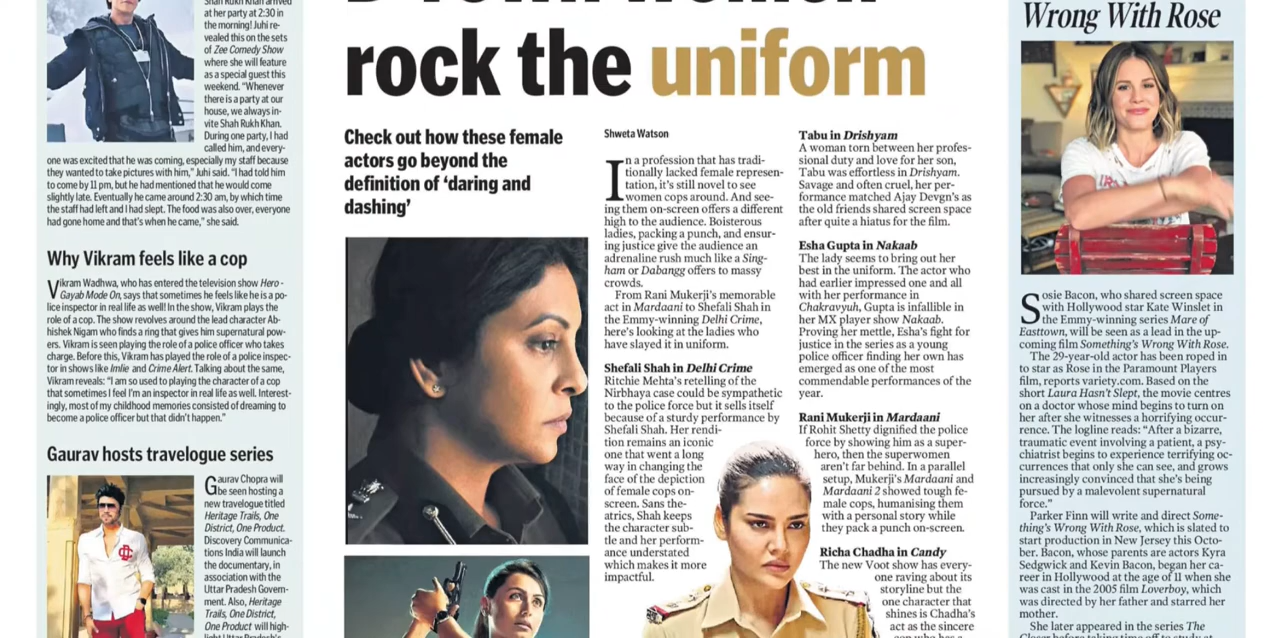 Shah Rukh Khan arrived
at her party at 2:30 in
the morning! Juhi re-
vealed this on the sets
of Zee Comedy Show
where she will feature
as a special guest this
weekend. "Whenever
there is a party at our
house, we always in-
vite Shah Rukh Khan.
During one party, I had
called him, and every-
one was excited that he was coming, especially my staff because
they wanted to take pictures with him," Juhi said. "I had told him
to come by 11 pm, but he had mentioned that he would come
slightly late. Eventually he came around 2:30 am, by which time
the staff had left and I had slept. The food was also over, everyone
had gone home and that's when he came," she said.
Why Vikram feels like a cop
Vikram Wadhwa, who has entered the television show Hero -
Gayab Mode On, says that sometimes he feels like he is a po-
lice inspector in real life as well! In the show, Vikram plays the
role of a cop. The show revolves around the lead character Ab-
hishek Nigam who finds a ring that gives him supernatural pow-
ers. Vikram is seen playing the role of a police officer who takes
charge. Before this, Vikram has played the role of a police inspec-
tor in shows like Imlie and Crime Alert. Talking about the same,
Vikram reveals: "I am so used to playing the character of a cop
that sometimes I feel I'm an inspector in real life as well. Interest-
ingly, most of my childhood memories consisted of dreaming to
become a police officer but that didn't happen."
Gaurav hosts travelogue series
Gaurav Chopra will
be seen hosting a
new travelogue titled
Heritage Trails, One
District, One Product.
Discovery Communica-
tions India will launch
the documentary, in
association with the
Uttar Pradesh Govern-
ment. Also, Heritage
Trails, One District,
One Product will high-
light Uttar Pradesh's
rock the uniform
Check out how these female
actors go beyond the
definition of 'daring and
dashing'
Shweta Watson
In a profession that has tradi-
tionally lacked female represen-
tation, it's still novel to see
women cops around. And see-
ing them on-screen offers a different
high to the audience. Boisterous
ladies, packing a punch, and ensur-
ing justice give the audience an
adrenaline rush much like a Sing-
ham or Dabangg offers to massy
crowds.
From Rani Mukerji's memorable
act in Mardaani to Shefali Shah in
the Emmy-winning Delhi Crime,
here's looking at the ladies who
have slayed it in uniform.
Shefali Shah in Delhi Crime
Ritchie Mehta's retelling of the
Nirbhaya case could be sympathetic
to the police force but it sells itself
because of a sturdy performance by
Shefali Shah. Her rendi-
tion remains an iconic
one that went a long
way in changing the
face of the depiction
of female cops on-
screen. Sans the-
atrics, Shah keeps
the character sub-
tle and her perform-
ance understated
which makes it more
impactful.
Tabu in Drishyam
A woman torn between her profes-
sional duty and love for her son,
Tabu was effortless in Drishyam.
Savage and often cruel, her per-
formance matched Ajay Devgn's as
the old friends shared screen space
after quite a hiatus for the film.
Esha Gupta in Nakaab
The lady seems to bring out her
best in the uniform. The actor who
had earlier impressed one and all
with her performance in
Chakravyuh, Gupta is infallible in
her MX player show Nakaab.
Proving her mettle, Esha's fight for
justice in the series as a young
police officer finding her own has
emerged as one of the most
commendable performances of the
year.
Rani Mukerji in Mardaani
If Rohit Shetty dignified the police
force by showing him as a super-
hero, then the superwomen
aren't far behind. In a parallel
setup, Mukerji's Mardaani and
Mardaani 2 showed tough fe-
male cops, humanising them
with a personal story while
they pack a punch on-screen.
Richa Chadha in Candy
The new Voot show has every-
one raving about its
storyline but the
one character that
shines is Chadha's
act as the sincere
Wrong With Rose
Sosie Bacon, who shared screen space
with Hollywood star Kate Winslet in
the Emmy-winning series Mare of
Easttown, will be seen as a lead in the up-
coming film Something's Wrong With Rose.
The 29-year-old actor has been roped in
to star as Rose in the Paramount Players
film, reports variety.com. Based on the
short Laura Hasn't Slept, the movie centres
on a doctor whose mind begins to turn on
her after she witnesses a horrifying occur-
rence. The logline reads: "After a bizarre,
traumatic event involving a patient, a psy-
chiatrist begins to experience terrifying oc-
currences that only she can see, and grows
increasingly convinced that she's being
pursued by a malevolent supernatural
force."
Parker Finn will write and direct Some-
thing's Wrong With Rose, which is slated to
start production in New Jersey this Octo-
ber. Bacon, whose parents are actors Kyra
Sedgwick and Kevin Bacon, began her ca-
reer in Hollywood at the age of 11 when she
was cast in the 2005 film Loverboy, which
was directed by her father and starred her
mother.
She later appeared in the series The